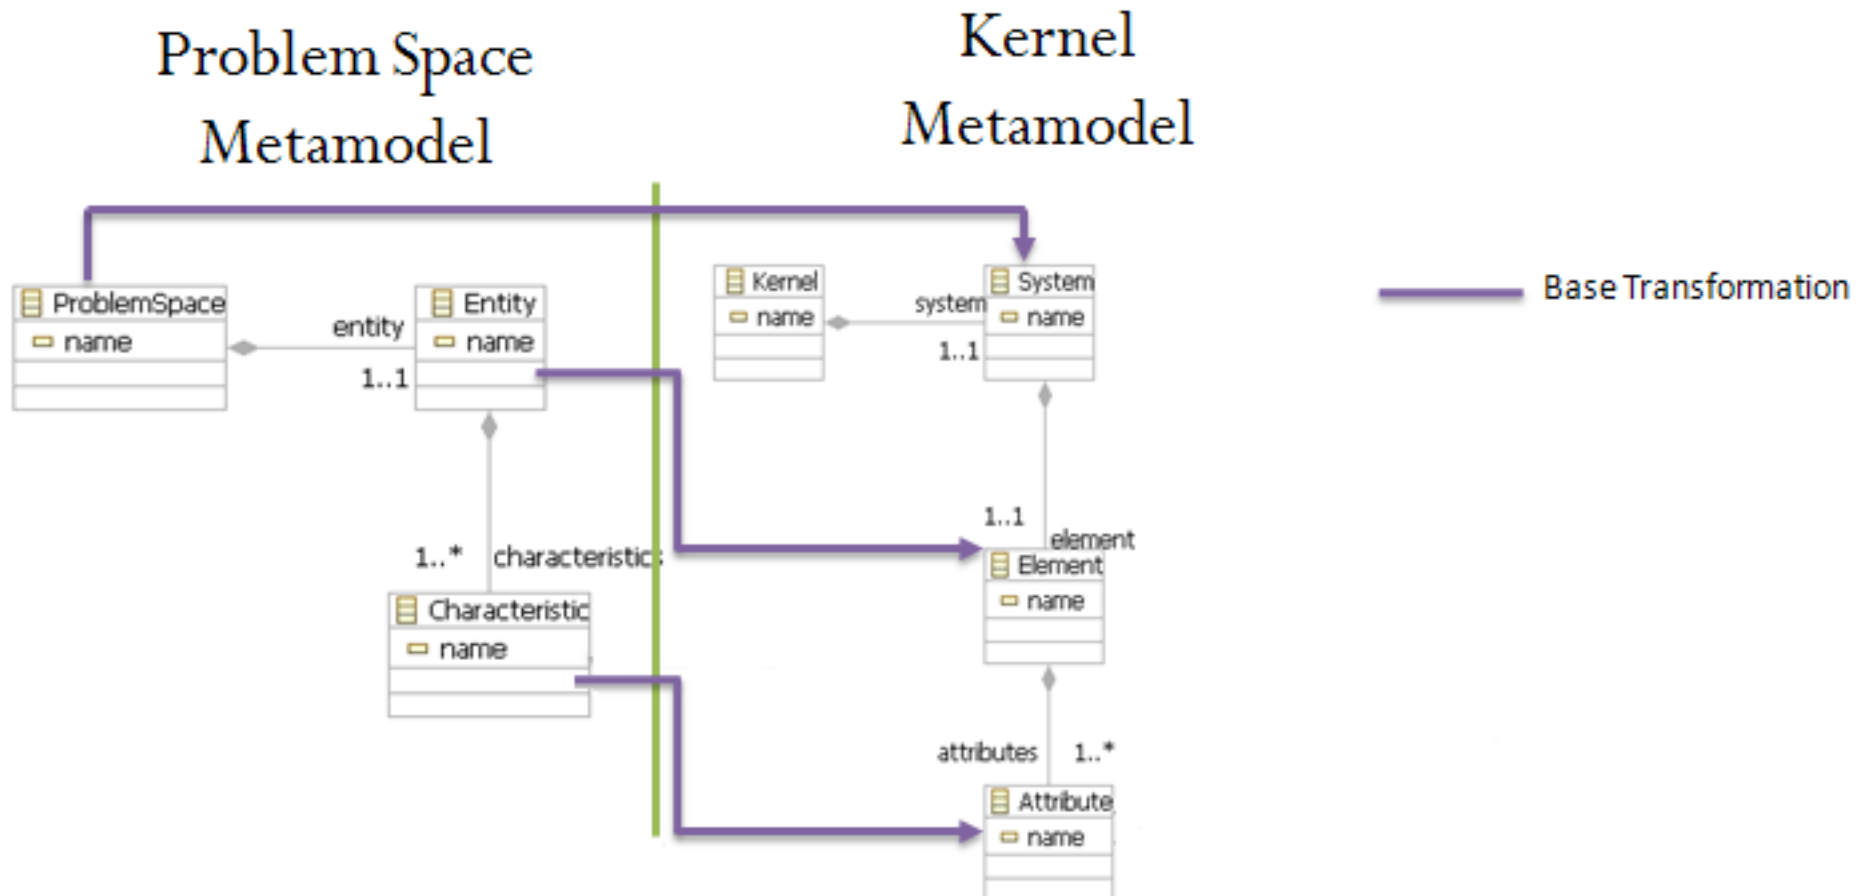 Problem Space
Metamodel
Kernel
Metamodel
ProblemSpace
name
entity
1..1
Entity
name
1..*
characteristics
Characteristic
name
Kernel
name
system
1..1
System
name
1..1
element
Element
name
attributes
1..*
Attribute
name
Base Transformation